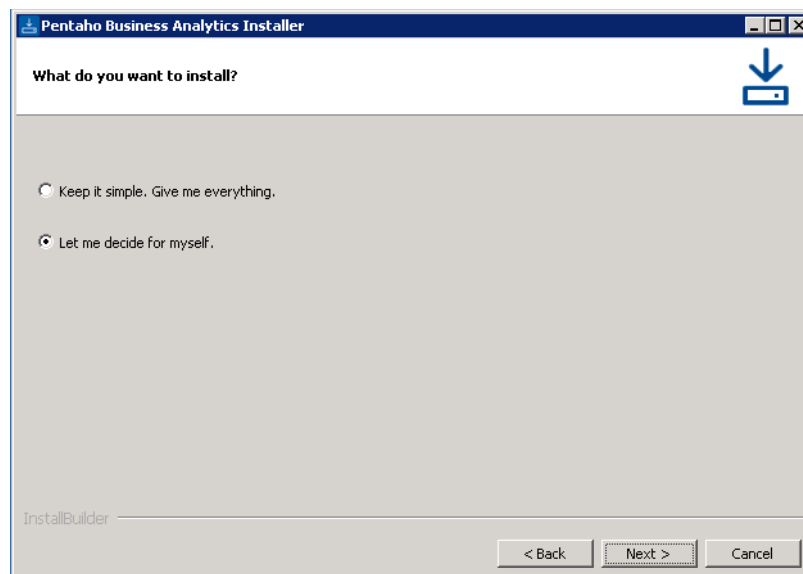 Pentaho Business Analytics Installer
What do you want to install?
Keep it simple. Give me everything.
Let me decide for myself.
InstallBuilder
< Back Next > Cancel